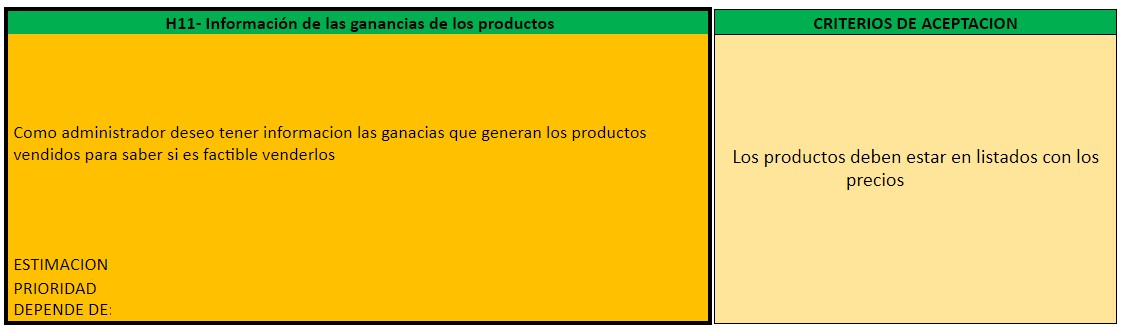 H11- Información de las ganancias de los productos
CRITERIOS DE ACEPTACION
Como administrador deseo tener informacion las ganacias que generan los productos
vendidos para saber si es factible venderlos
ESTIMACION
PRIORIDAD
DEPENDE DE:
Los productos deben estar en listados con los
precios